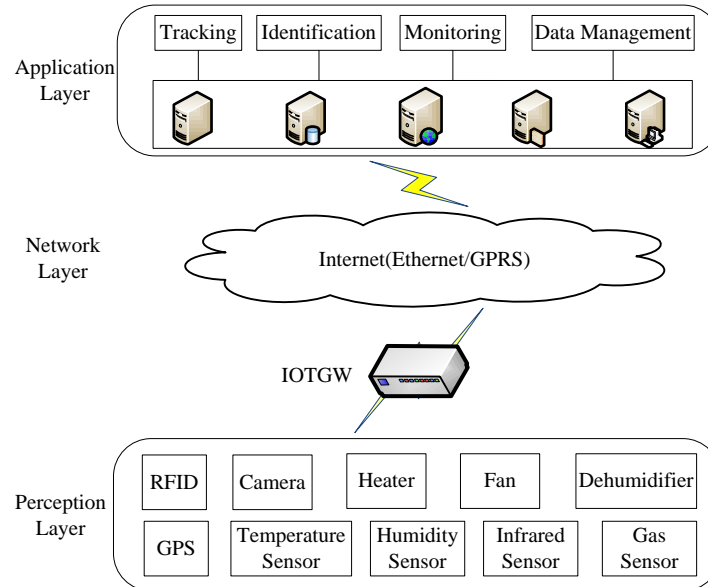 Tracking
Identification
Monitoring
Data Management
Application
Layer
Network
Layer
Internet(Ethernet/GPRS)
IOTGW
RFID
Camera
Heater
Fan
Dehumidifier
Perception
Layer
GPS
Temperature
Sensor
Humidity
Sensor
Infrared
Sensor
Gas
Sensor